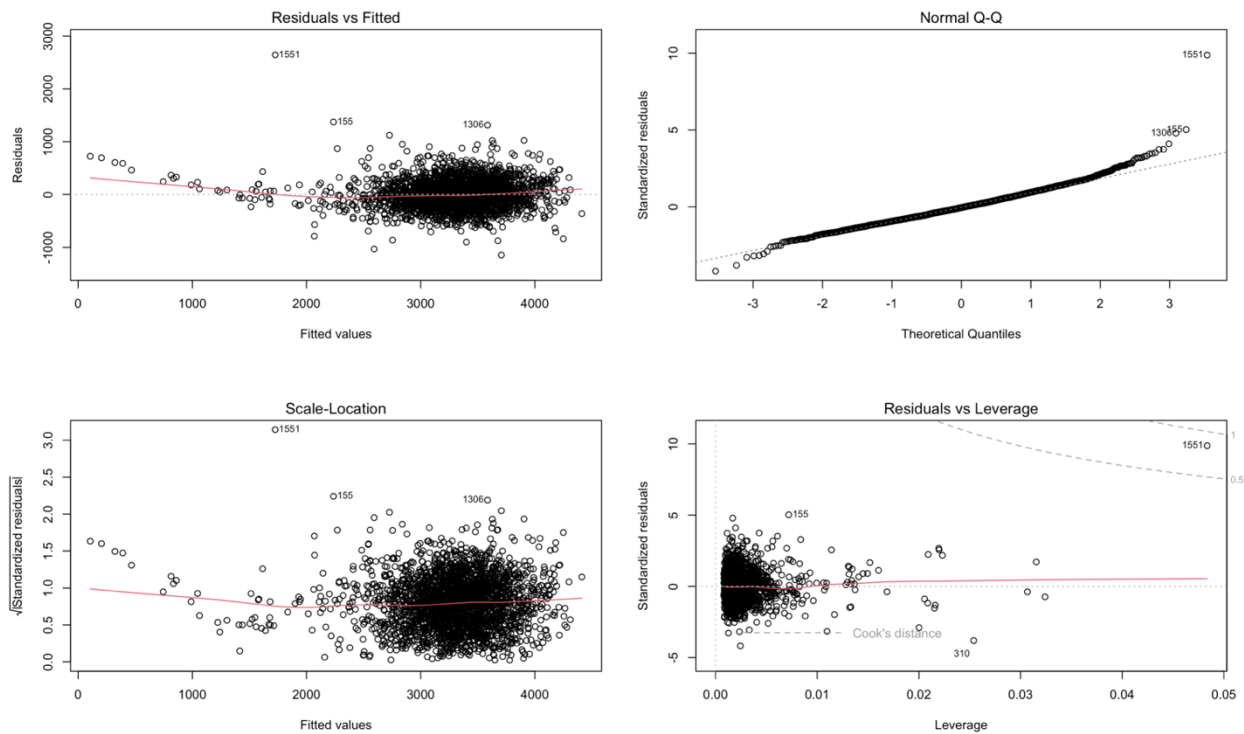 Residuals vs Fitted
Residuals
3000
2000
1000
0
-1000
1551
155
1306
0 1000 2000 3000 4000
Fitted values
Normal Q-Q
Standardized residuals
10
5
0
1551
155
1306
-3 -2 -1 0 1 2 3
Theoretical Quantiles
Scale-Location
√|Standardized residuals|
3.0
2.5
2.0
1.5
1.0
0.5
0.0
1551
155
1306
0 1000 2000 3000 4000
Fitted values
Residuals vs Leverage
Standardized residuals
10
5
0
-5
1551
1
0.5
155
Cook's distance
310
0.00 0.01 0.02 0.03 0.04 0.05
Leverage